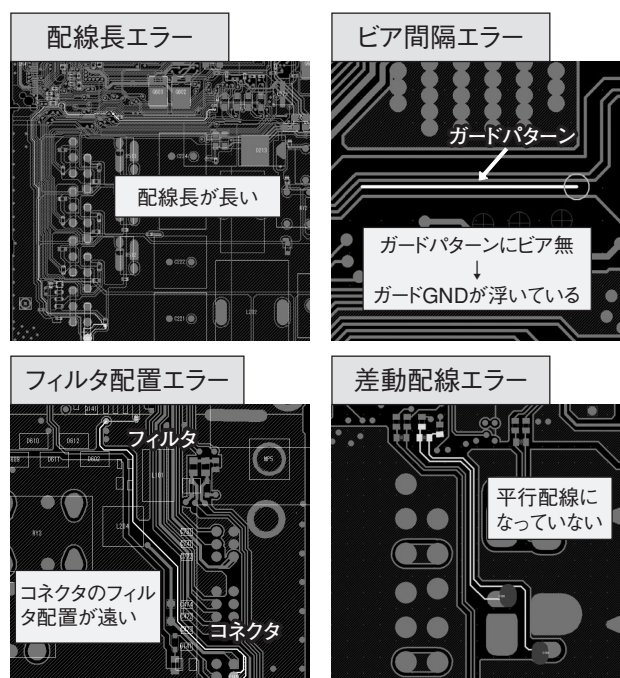 配線長エラー
配線長が長い
ビア間隔エラー
ガードパターン
ガードパターンにビア無
↓
ガードGNDが浮いている
フィルタ配置エラー
フィルタ
コネクタのフィル
タ配置が遠い
コネクタ
差動配線エラー
平行配線に
なっていない